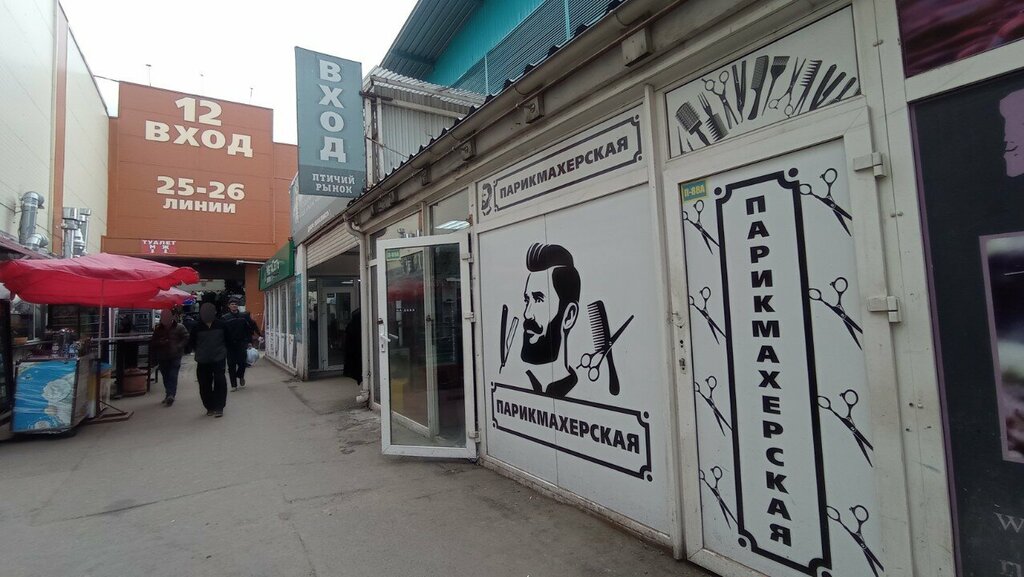 12
ВХОД
25-26
ЛИНИИ
ТУАЛЕТ
М Ж
ВХОД
ПТИЧИЙ
РЫНОК
ПАРИКМАХЕРСКАЯ
ПАРИКМАХЕРСКАЯ
ПАРИКМАХЕРСКАЯ